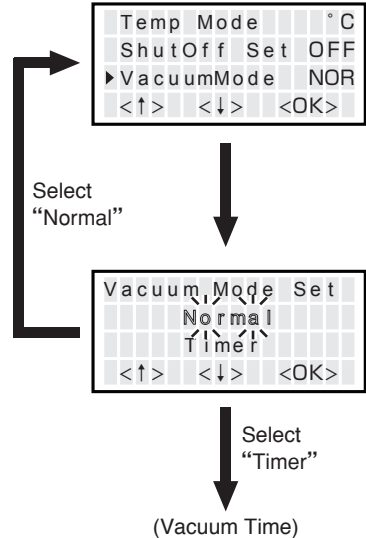 Temp Mode °C
ShutOff Set OFF
▶VacuumMode NOR
<↑> <↓> <OK>
Select
“Normal”
Vacuum Mode Set
Normal
Timer
<↑> <↓> <OK>
Select
“Timer”
(Vacuum Time)